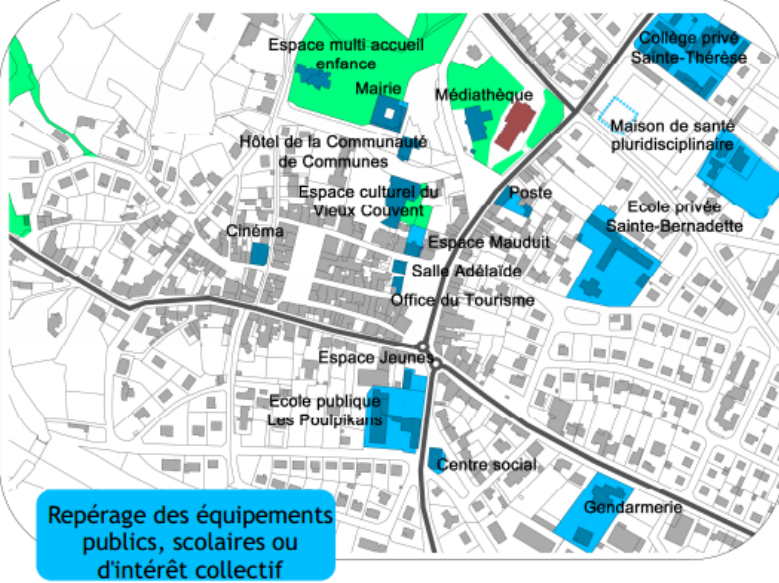 Collège privé
Sainte-Thérèse
Espace multi accueil
enfance
Mairie
Médiathèque
Maison de santé
pluridisciplinaire
Hôtel de la Communauté
de Communes
Espace culturel du
Vieux Couvent
Poste
Ecole privée
Sainte-Bernadette
Cinéma
Espace Mauduit
Salle Adélaïde
Office du Tourisme
Espace Jeunes
Ecole publique
Les Poulpikans
Centre social
Gendarmerie
Repérage des équipements
publics, scolaires ou
d'intérêt collectif